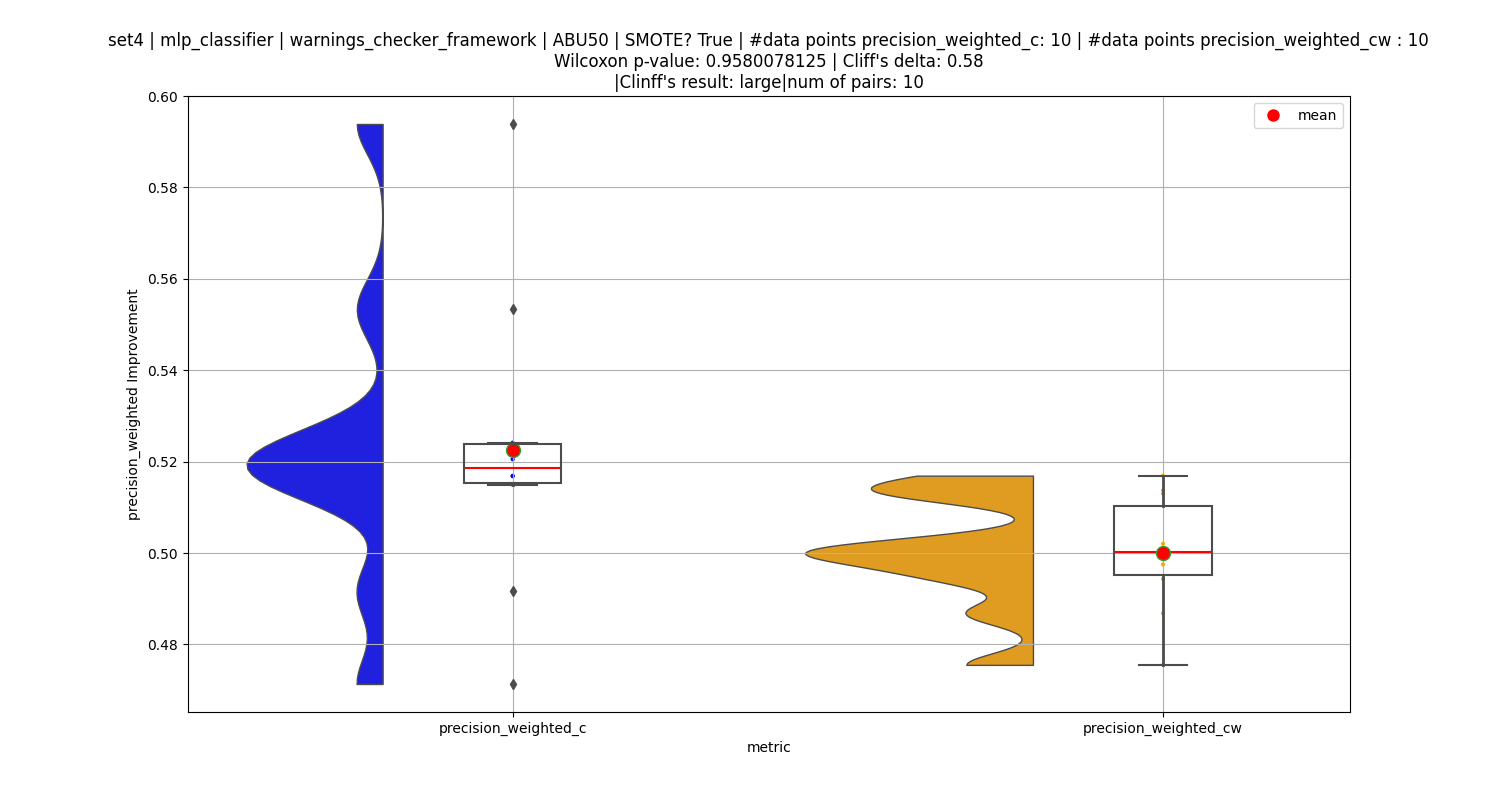 set4 | mlp_classifier | warnings_checker_framework | ABU50 | SMOTE? True | #data points precision_weighted_c: 10 | #data points precision_weighted_cw : 10
Wilcoxon p-value: 0.9580078125 | Cliff's delta: 0.58
|Clinff's result: large|num of pairs: 10
mean
precision_weighted Improvement
0.60
0.58
0.56
0.54
0.52
0.50
0.48
precision_weighted_c
precision_weighted_cw
metric